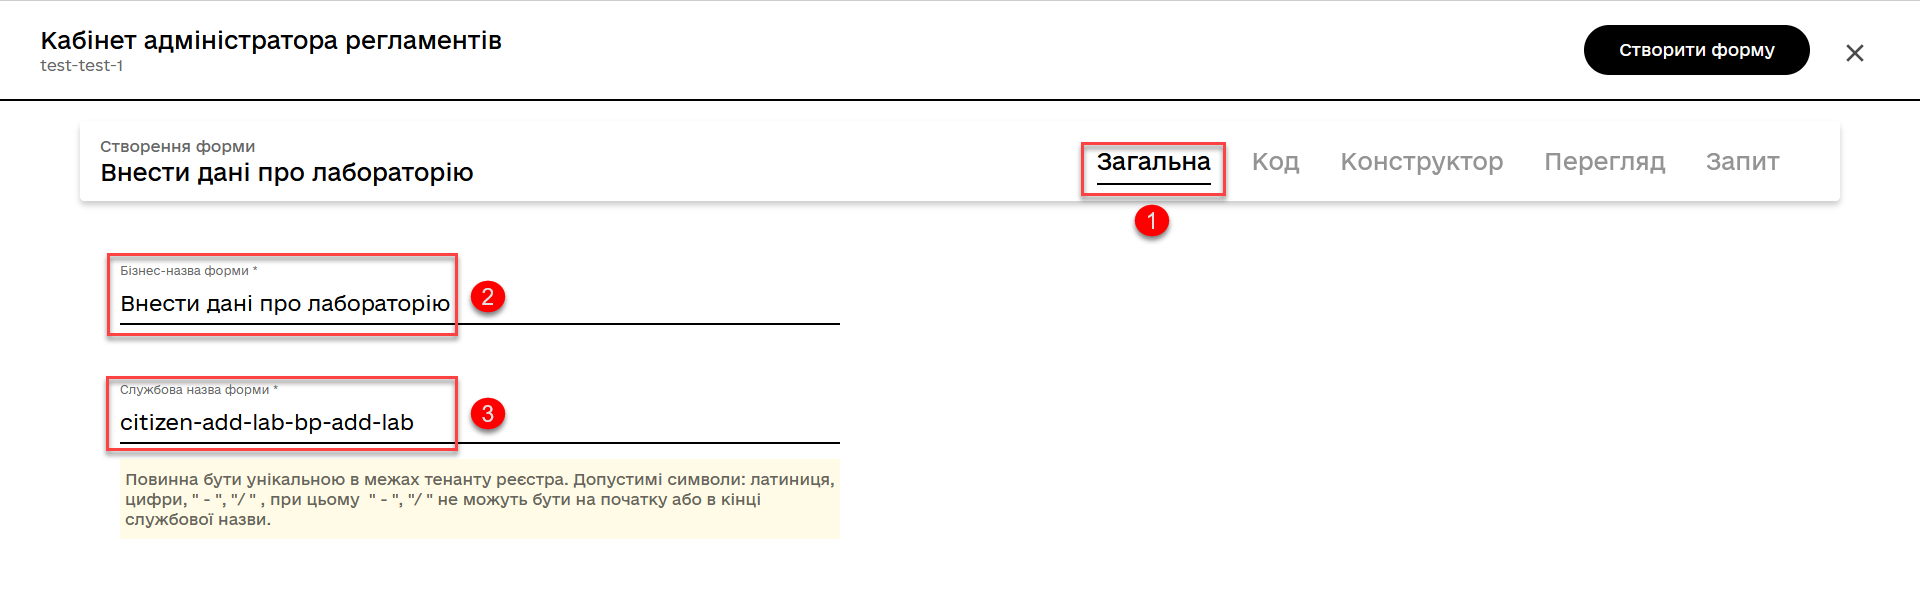 Кабінет адміністратора регламентів
test-test-1
Створити форму
Створення форми
Внести дані про лабораторію
Загальна Код Конструктор Перегляд Запит
1
Бізнес-назва форми *
Внести дані про лабораторію
2
Службова назва форми *
citizen-add-lab-bp-add-lab
3
Повинна бути унікальною в межах тенанту реєстра. Допустимі символи: латиниця,
цифри, " - ", "/ " , при цьому " - ", "/ " не можуть бути на початку або в кінці
службової назви.